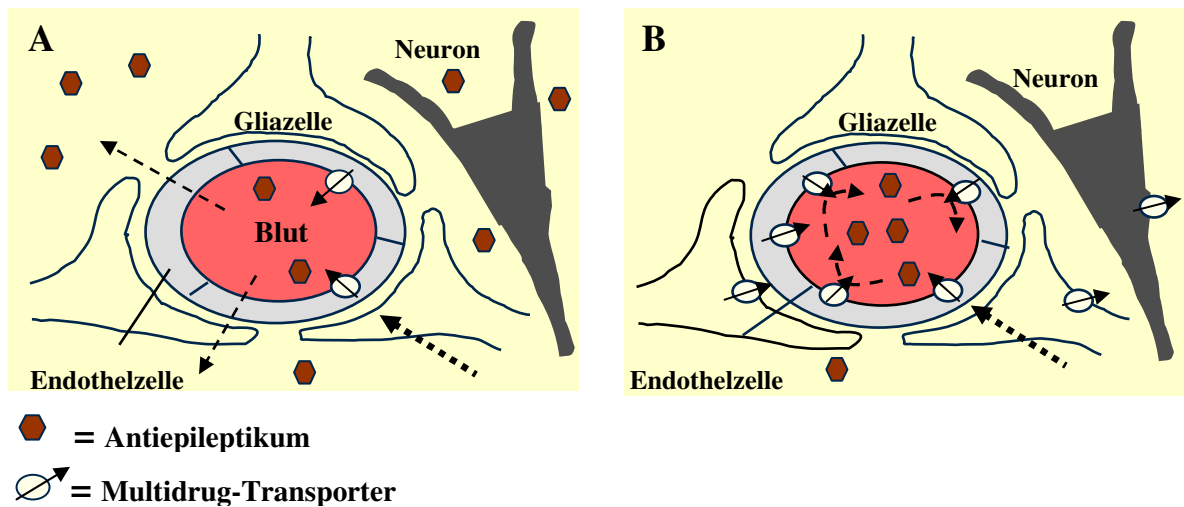 A
Neuron
Gliazelle
Blut
Endothelzelle
B
Neuron
Gliazelle
Endothelzelle
= Antiepileptikum
= Multidrug-Transporter